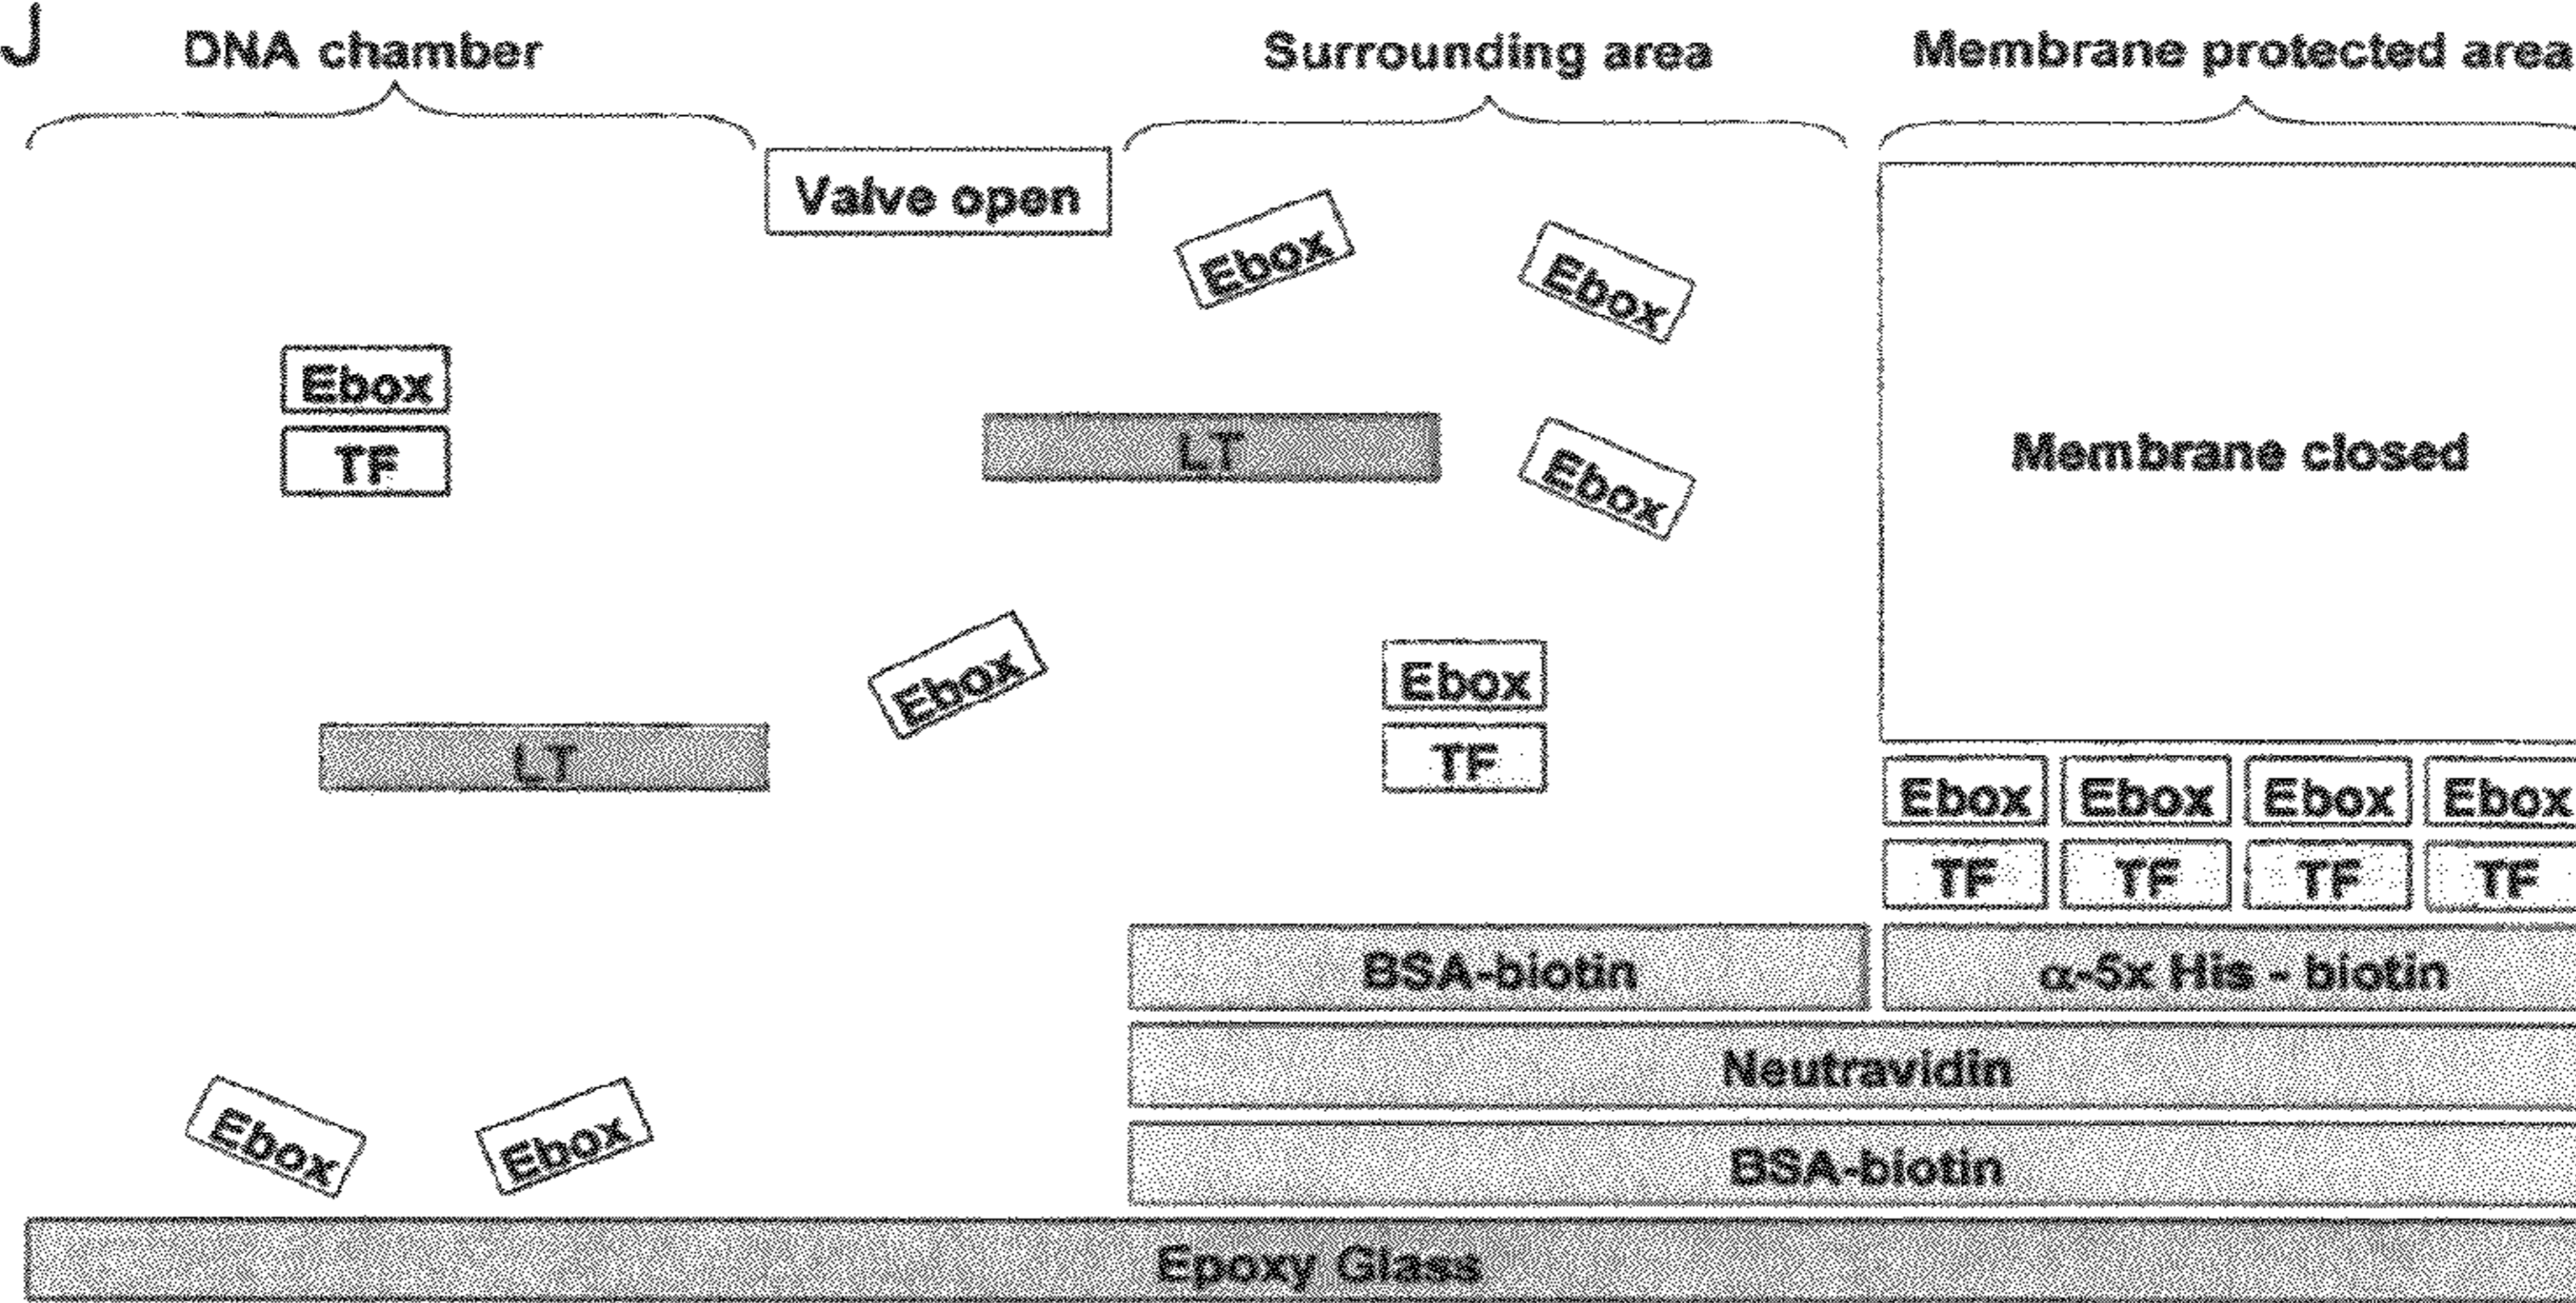 J
DNA chamber
Surrounding area
Membrane protected area
Valve open
Ebox
Ebox
Ebox
TF
LT
Ebox
Membrane closed
Ebox
LT
Ebox
TF
Ebox Ebox Ebox Ebox
TF TF TF TF
BSA-biotin
α-5x His - biotin
Neutravidin
Ebox
Ebox
BSA-biotin
Epoxy Glass